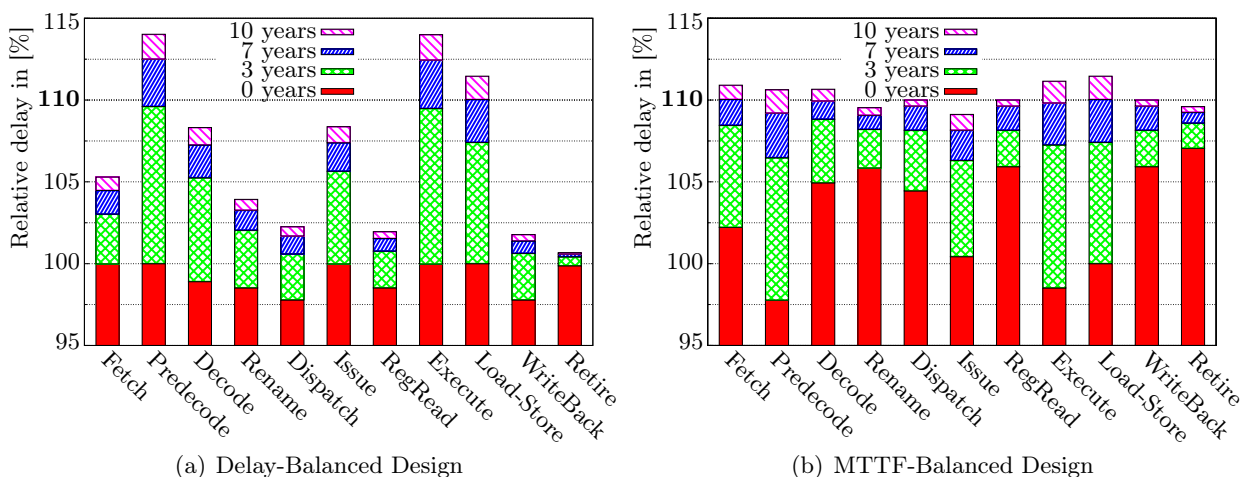 Relative delay in [%]
115
110
105
100
95
10 years
7 years
3 years
0 years
Fetch
Predecode
Decode
Rename
Dispatch
Issue
RegRead
Execute
Load-Store
WriteBack
Retire
(a) Delay-Balanced Design
Relative delay in [%]
115
110
105
100
95
10 years
7 years
3 years
0 years
Fetch
Predecode
Decode
Rename
Dispatch
Issue
RegRead
Execute
Load-Store
WriteBack
Retire
(b) MTTF-Balanced Design